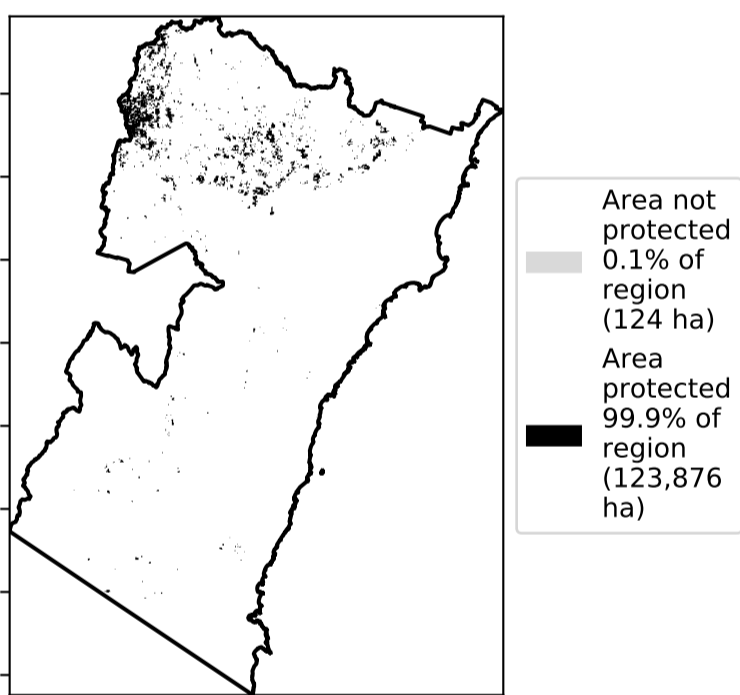 Area not
protected
0.1% of
region
(124 ha)
Area
protected
99.9% of
region
(123,876
ha)